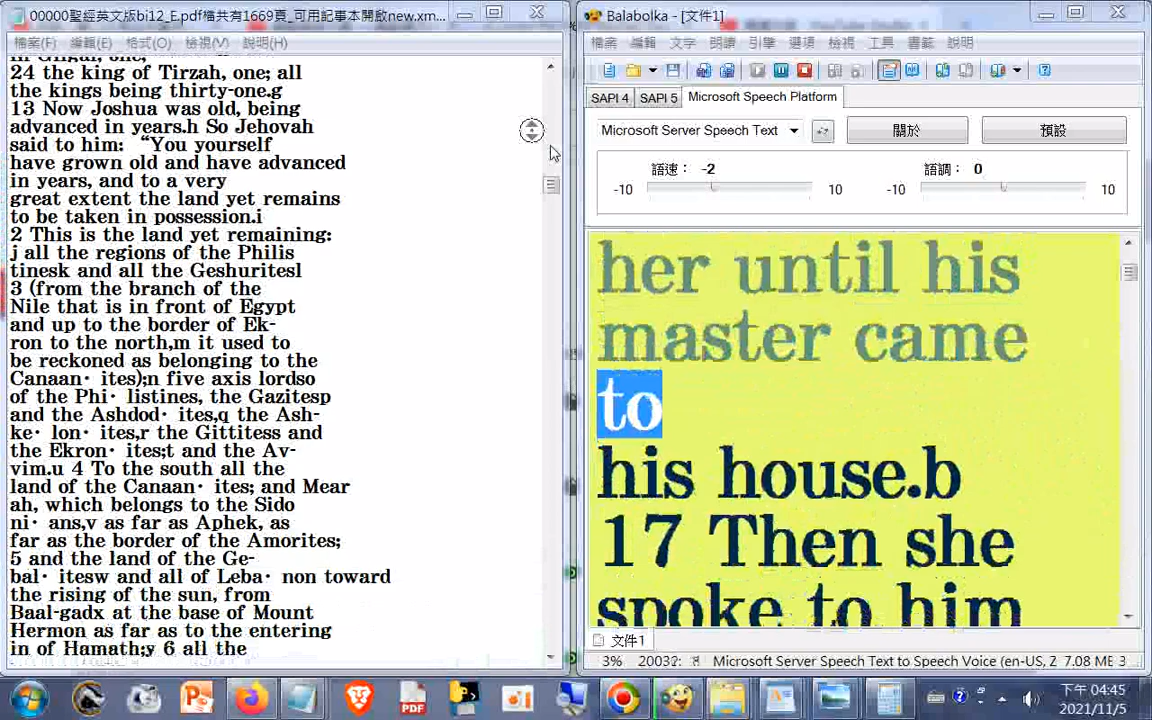 00000聖經英文版bi12_E.pdf檔共有1669頁_可用記事本開啟new.xm...
檔案(F) 編輯(E) 格式(O) 檢視(V) 說明(H)
24 the king of Tirzah, one; all
the kings being thirty-one.g
13 Now Joshua was old, being
advanced in years.h So Jehovah
said to him: “You yourself
have grown old and have advanced
in years, and to a very
great extent the land yet remains
to be taken in possession.i
2 This is the land yet remaining:
j all the regions of the Philis
tinesk and all the Geshuritesl
3 (from the branch of the
Nile that is in front of Egypt
and up to the border of Ek-
ron to the north,m it used to
be reckoned as belonging to the
Canaan· ites);n five axis lordso
of the Phi· listines, the Gazitesp
and the Ashdod· ites,q the Ash-
ke· lon· ites,r the Gittitess and
the Ekron· ites;t and the Av-
vim.u 4 To the south all the
land of the Canaan· ites; and Mear
ah, which belongs to the Sido
ni· ans,v as far as Aphek, as
far as the border of the Amorites;
5 and the land of the Ge-
bal· itesw and all of Leba· non toward
the rising of the sun, from
Baal-gadx at the base of Mount
Hermon as far as to the entering
in of Hamath;y 6 all the
Balabolka - [文件1]
檔案 編輯 文字 朗讀 引擎 選項 檢視 工具 書籤 說明
SAPI 4 SAPI 5 Microsoft Speech Platform
Microsoft Server Speech Text 關於 預設
語速： -2 語調： 0
-10 10 -10 10
her until his
master came
to
his house.b
17 Then she
spoke to him
文件1
3% Microsoft Server Speech Text to Speech Voice (en-US, 2 7.08 MB 3
下午 04:45
2021/11/5